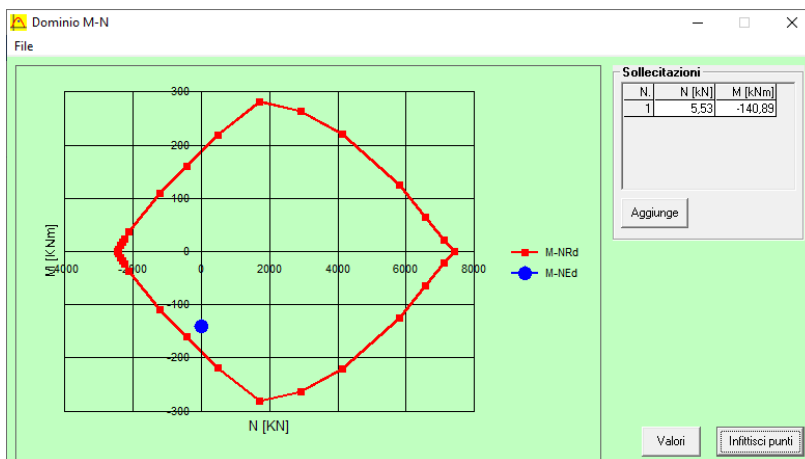 Dominio M-N
File
300
200
100
0
-100
-200
-300
-4000 -2000 0 2000 4000 6000 8000
M [KNm]
N [KN]
M-NRd
M-NEd
Sollecitazioni
N. N [kN] M [kNm]
1 5,53 -140,89
Aggiunge
Valori
Infittisci punti